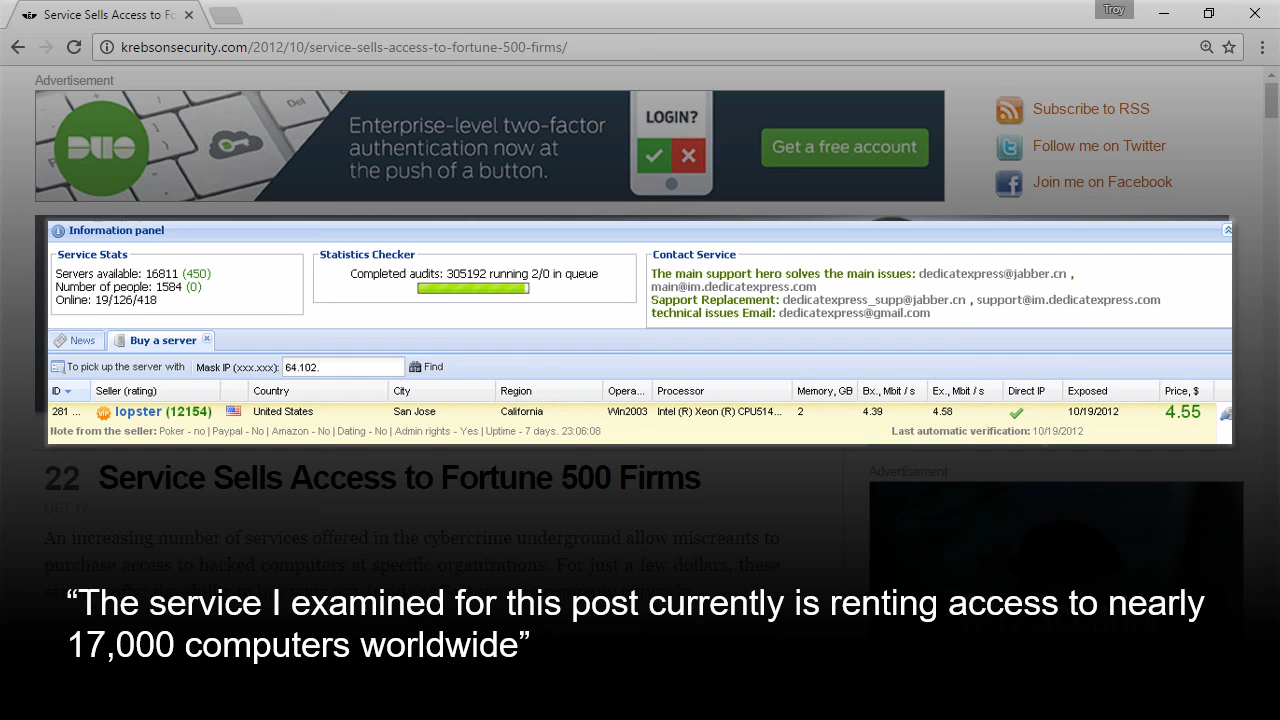 Service Sells Access to Fo
Troy
krebsonsecurity.com/2012/10/service-sells-access-to-fortune-500-firms/
Advertisement
DUO
Del
Enterprise-level two-factor
authentication now at
the push of a button.
LOGIN?
Get a free account
Subscribe to RSS
Follow me on Twitter
Join me on Facebook
Information panel
Service Stats
Servers available: 16811 (450)
Number of people: 1584 (0)
Online: 19/126/418
Statistics Checker
Completed audits: 305192 running 2/0 in queue
Contact Service
The main support hero solves the main issues: dedicatexpress@jabber.cn ,
main@im.dedicatexpress.com
Sapport Replacement: dedicatexpress_supp@jabber.cn , support@im.dedicatexpress.com
technical issues Email: dedicatexpress@gmail.com
News
Buy a server
To pick up the server with Mask IP (xxx.xxx): 64.102. Find
ID Seller (rating) Country City Region Opera... Processor Memory, GB Bx., Mbit / s Ex., Mbit / s Direct IP Exposed Price, $
281 ... VIP lopster (12154) United States San Jose California Win2003 Intel (R) Xeon (R) CPU514... 2 4.39 4.58 10/19/2012 4.55
Note from the seller: Poker - no | Paypal - No | Amazon - No | Dating - No | Admin rights - Yes | Uptime - 7 days. 23:06:08 Last automatic verification: 10/19/2012
22 Service Sells Access to Fortune 500 Firms
OCT 12
Advertisement
An increasing number of services offered in the cybercrime underground allow miscreants to
purchase access to hacked computers at specific organizations. For just a few dollars, these
“The service I examined for this post currently is renting access to nearly
17,000 computers worldwide”